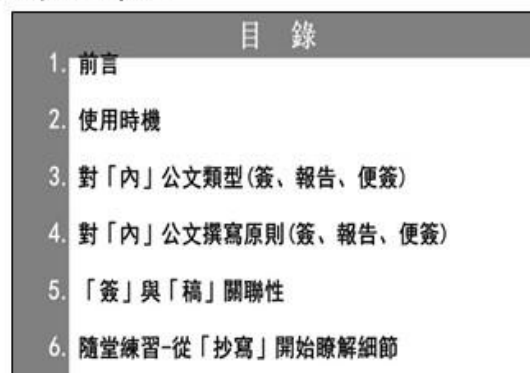 目 錄
1. 前言
2. 使用時機
3. 對「內」公文類型(簽、報告、便簽)
4. 對「內」公文撰寫原則(簽、報告、便簽)
5. 「簽」與「稿」關聯性
6. 隨堂練習-從「抄寫」開始瞭解細節